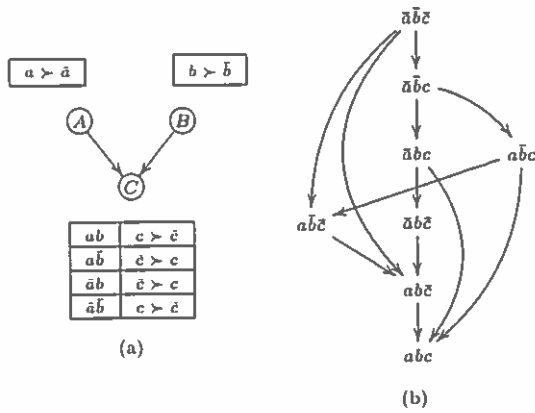 a ≻ ā
b ≻ b̄
A
B
C
ab c ≻ c̄
ab̄ c̄ ≻ c
āb c̄ ≻ c
āb̄ c ≻ c̄
(a)
āb̄c̄
āb̄c
ābc
ab̄c
ab̄c̄
ābc̄
abc̄
abc
(b)